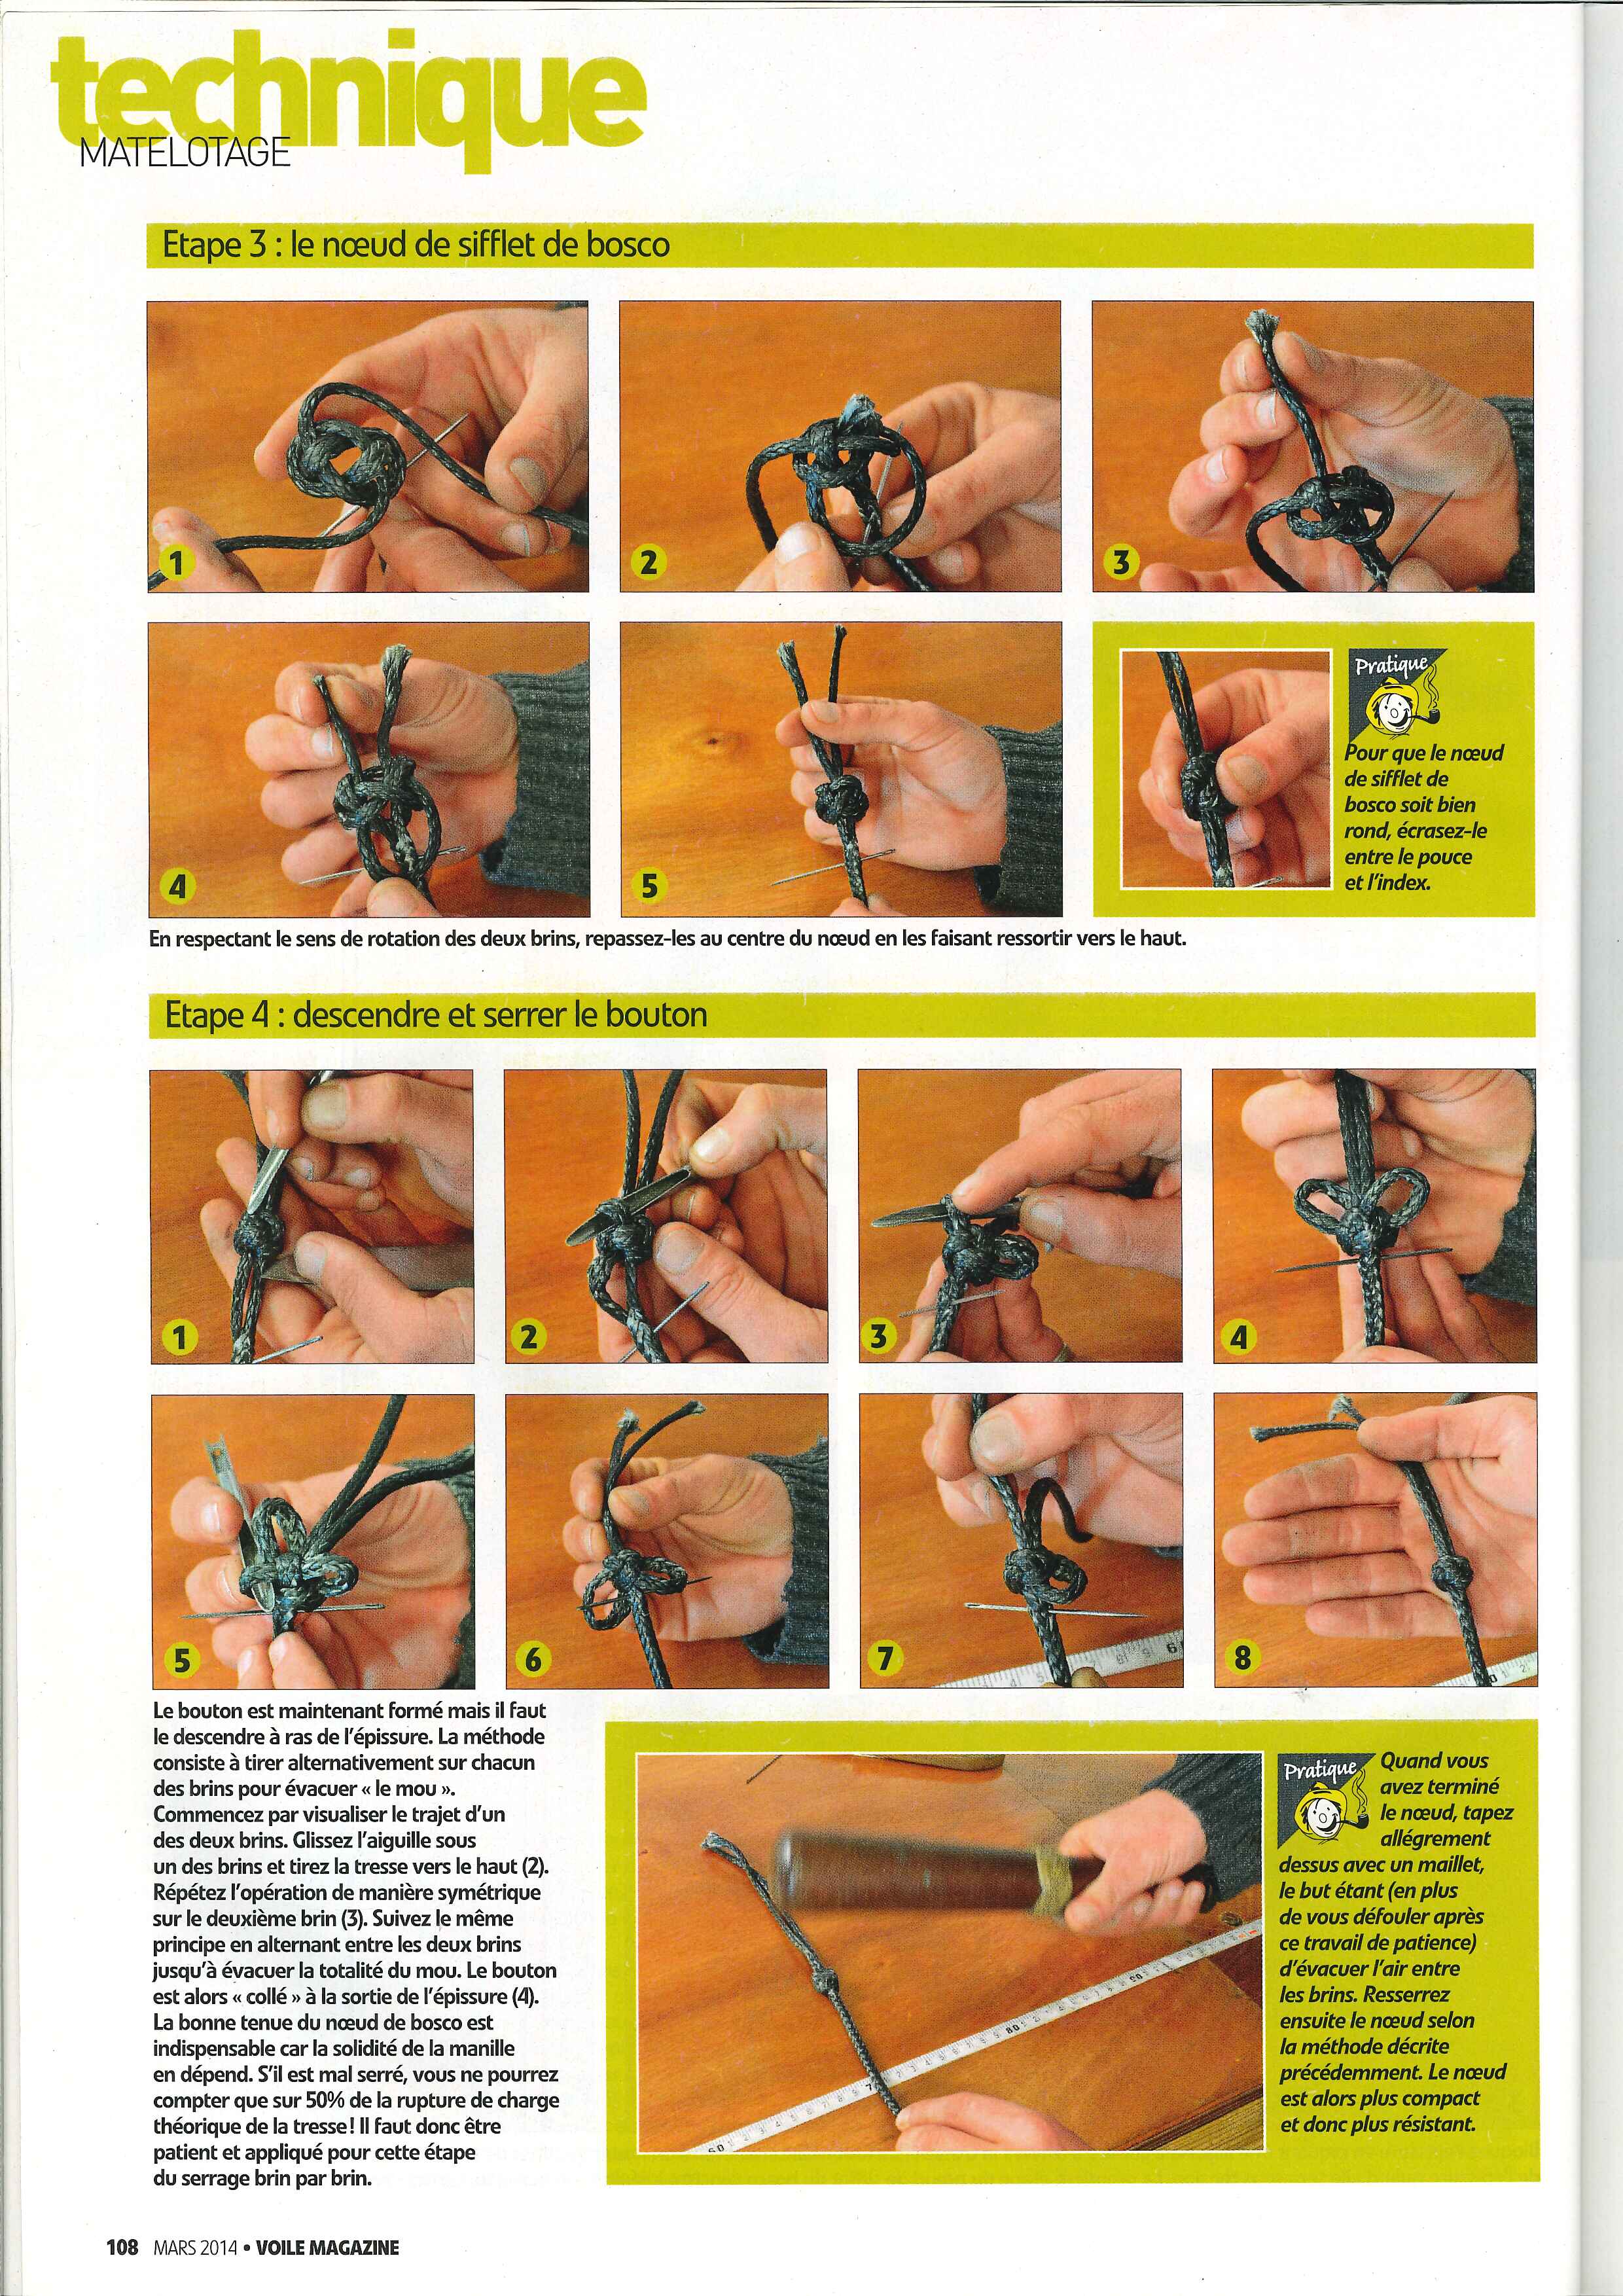 technique
MATELOTAGE
Etape 3 : le nœud de sifflet de bosco
1
2
3
4
5
Pratique
Pour que le nœud
de sifflet de
bosco soit bien
rond, écrasez-le
entre le pouce
et l'index.
En respectant le sens de rotation des deux brins, repassez-les au centre du nœud en les faisant ressortir vers le haut.
Etape 4 : descendre et serrer le bouton
1
2
3
4
5
6
7
8
Le bouton est maintenant formé mais il faut
le descendre à ras de l'épissure. La méthode
consiste à tirer alternativement sur chacun
des brins pour évacuer « le mou ».
Commencez par visualiser le trajet d'un
des deux brins. Glissez l'aiguille sous
un des brins et tirez la tresse vers le haut (2).
Répétez l'opération de manière symétrique
sur le deuxième brin (3). Suivez le même
principe en alternant entre les deux brins
jusqu'à évacuer la totalité du mou. Le bouton
est alors « collé » à la sortie de l'épissure (4).
La bonne tenue du nœud de bosco est
indispensable car la solidité de la manille
en dépend. S'il est mal serré, vous ne pourrez
compter que sur 50% de la rupture de charge
théorique de la tresse! Il faut donc être
patient et appliqué pour cette étape
du serrage brin par brin.
Pratique
Quand vous
avez terminé
le nœud, tapez
allégrement
dessus avec un maillet,
le but étant (en plus
de vous défouler après
ce travail de patience)
d'évacuer l'air entre
les brins. Resserrez
ensuite le nœud selon
la méthode décrite
précédemment. Le nœud
est alors plus compact
et donc plus résistant.
108 MARS 2014 • VOILE MAGAZINE